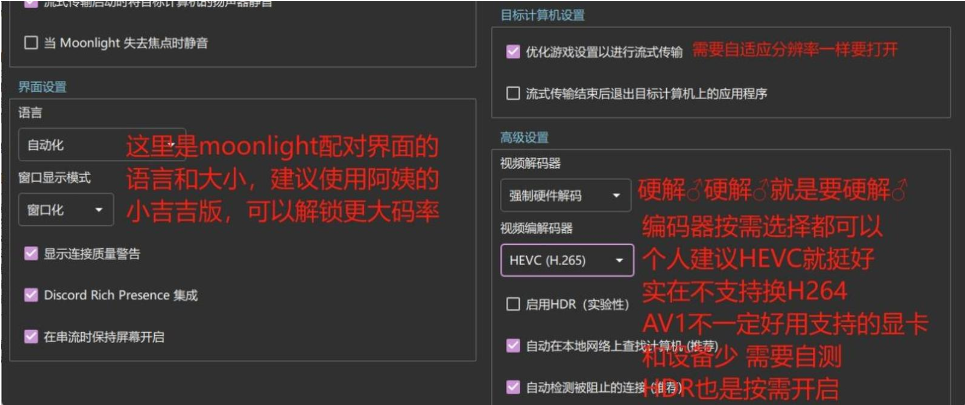 流式传输启动时将目标计算机的扬声器静音
当 Moonlight 失去焦点时静音
界面设置
语言
自动化
窗口显示模式
窗口化
这里是moonlight配对界面的
语言和大小，建议使用阿姨的
小吉吉版，可以解锁更大码率
显示连接质量警告
Discord Rich Presence 集成
在串流时保持屏幕开启
目标计算机设置
优化游戏设置以进行流式传输
需要自适应分辨率一样要打开
流式传输结束后退出目标计算机上的应用程序
高级设置
视频解码器
强制硬件解码
硬解♂硬解♂就是要硬解♂
视频编解码器
HEVC (H.265)
编码器按需选择都可以
个人建议HEVC就挺好
实在不支持换H264
AV1不一定好用支持的显卡
和设备少 需要自测
HDR也是按需开启
启用HDR（实验性）
自动在本地网络上查找计算机 (推荐)
自动检测被阻止的连接 (推荐)